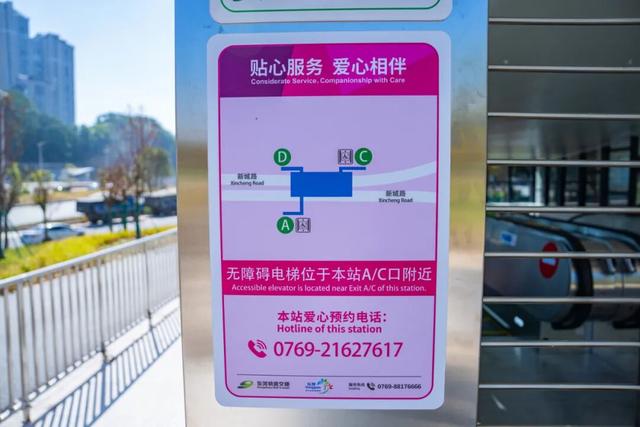 贴心服务 爱心相伴
Considerate Service, Companionship with Care
D
C
新城路
Xincheng Road
新城路
Xincheng Road
A
无障碍电梯位于本站A/C口附近
Accessible elevator is located near Exit A/C of this station.
本站爱心预约电话：
Hotline of this station
0769-21627617
东莞轨道交通
0769-88176666